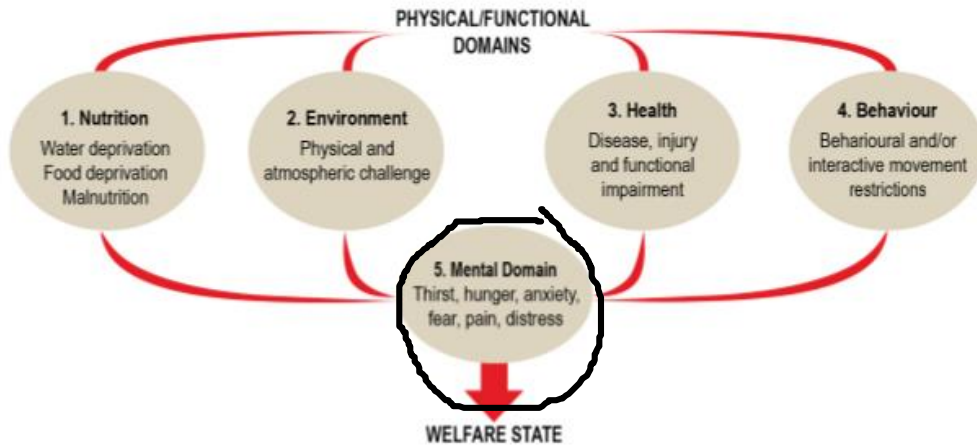 PHYSICAL/FUNCTIONAL
DOMAINS
1. Nutrition
Water deprivation
Food deprivation
Malnutrition
2. Environment
Physical and
atmospheric challenge
3. Health
Disease, injury
and functional
impairment
4. Behaviour
Beharioural and/or
interactive movement
restrictions
5. Mental Domain
Thirst, hunger, anxiety,
fear, pain, distress
WELFARE STATE